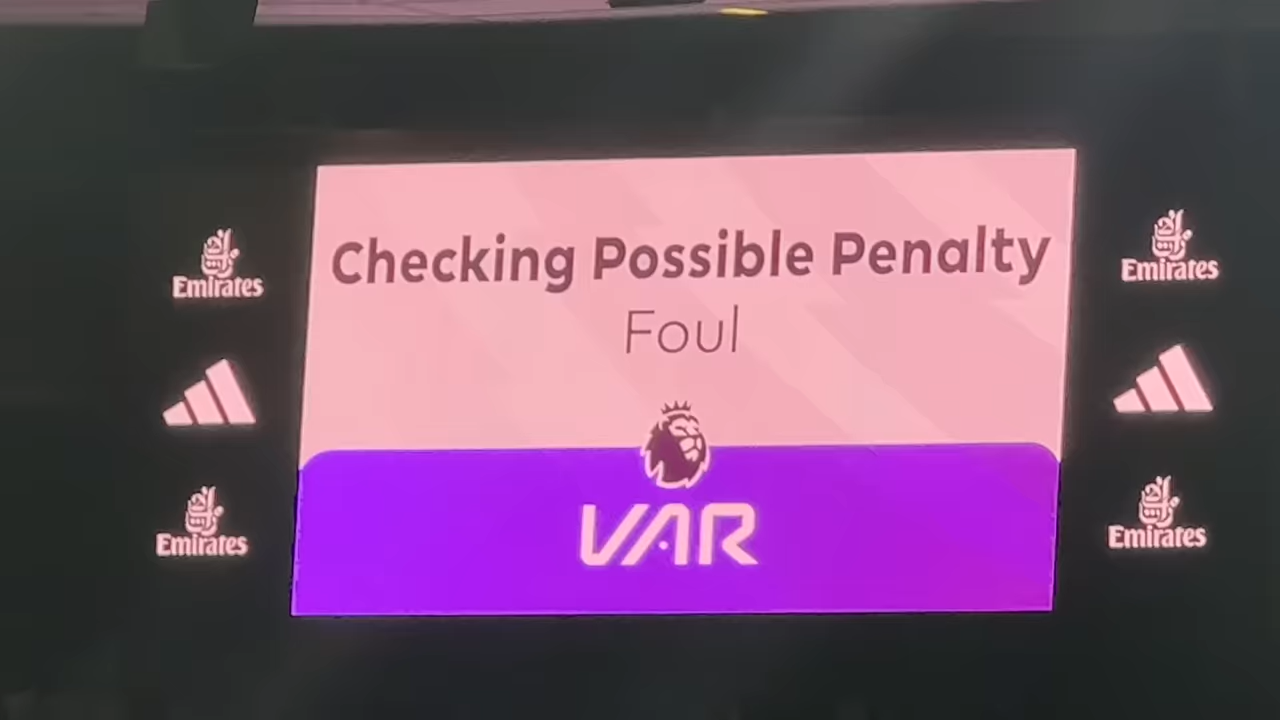 Checking Possible Penalty
Foul
VAR
Emirates
Emirates
Emirates
Emirates